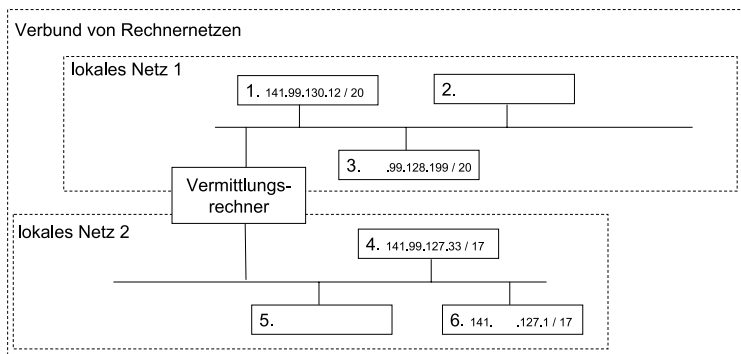 Verbund von Rechnernetzen
lokales Netz 1
1. 141.99.130.12 / 20
2.
3. .99.128.199 / 20
Vermittlungs-
rechner
lokales Netz 2
4. 141.99.127.33 / 17
5.
6. 141. .127.1 / 17